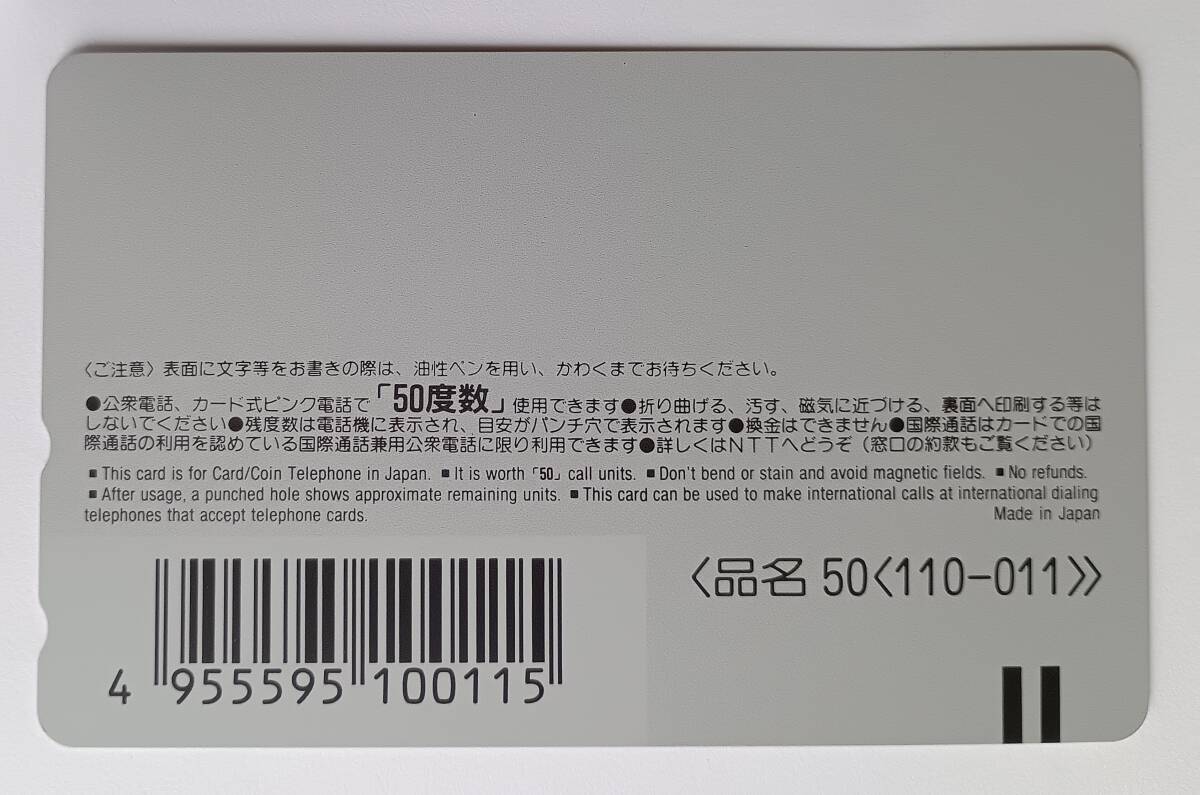 〈ご注意〉表面に文字等をお書きの際は、油性ペンを用い、かわくまでお待ちください。
●公衆電話、カード式ピンク電話で「50度数」使用できます●折り曲げる、汚す、磁気に近づける、裏面へ印刷する等は
しないでください●残度数は電話機に表示され、目安がパンチ穴で表示されます●換金はできません●国際通話はカードでの国
際通話の利用を認めている国際通話兼用公衆電話に限り利用できます●詳しくはNTTへどうぞ（窓口の約款もご覧ください）
■ This card is for Card/Coin Telephone in Japan. ■ It is worth「50」call units. ■ Don't bend or stain and avoid magnetic fields. ■ No refunds.
■ After usage, a punched hole shows approximate remaining units. ■ This card can be used to make international calls at international dialing
telephones that accept telephone cards.
Made in Japan
〈品名 50〈110-011〉〉
4 955595 100115